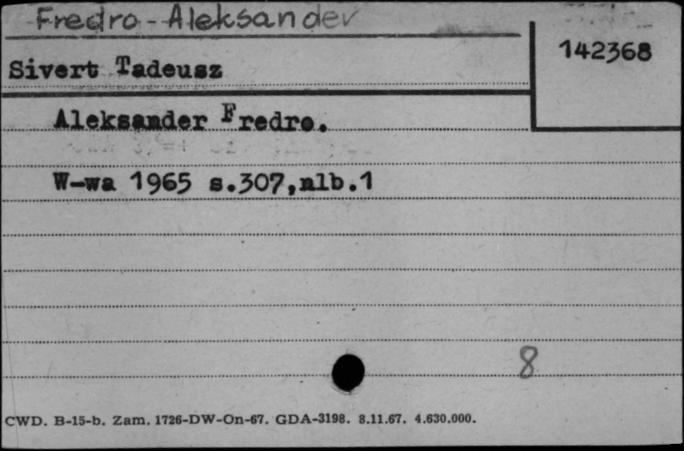 Fredro-Aleksander
142368
Sivert Tadeusz
Aleksander Fredro.
W-wa 1965 s.307,nlb.1
8
CWD. B-15-b. Zam. 1726-DW-On-67. GDA-3198. 8.11.67. 4.630.000.